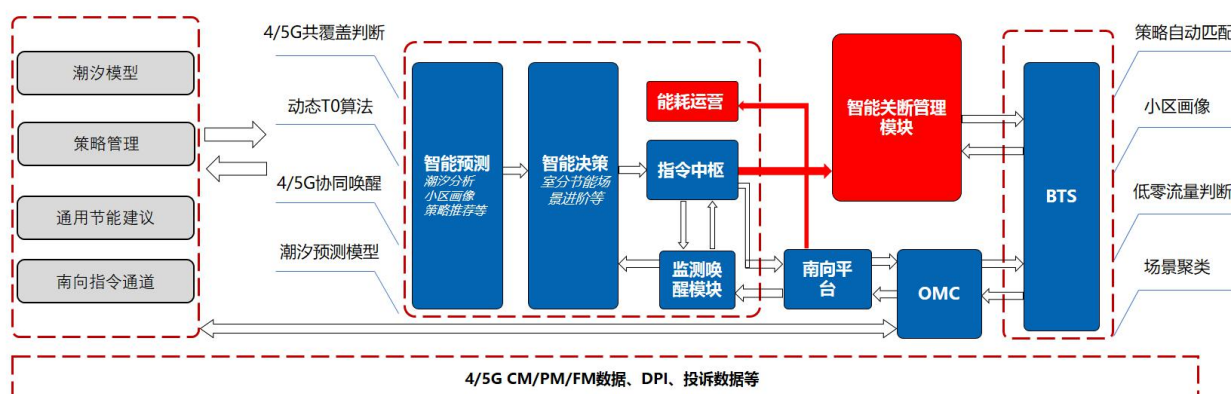 潮汐模型
策略管理
通用节能建议
南向指令通道
4/5G共覆盖判断
动态T0算法
4/5G协同唤醒
潮汐预测模型
智能预测
潮汐分析
小区画像
策略推荐等
智能决策
室分节能场
景进阶等
能耗运营
指令中枢
监测唤
醒模块
智能关断管理
模块
南向平
台
OMC
BTS
策略自动匹配
小区画像
低零流量判断
场景聚类
4/5G CM/PM/FM数据、DPI、投诉数据等